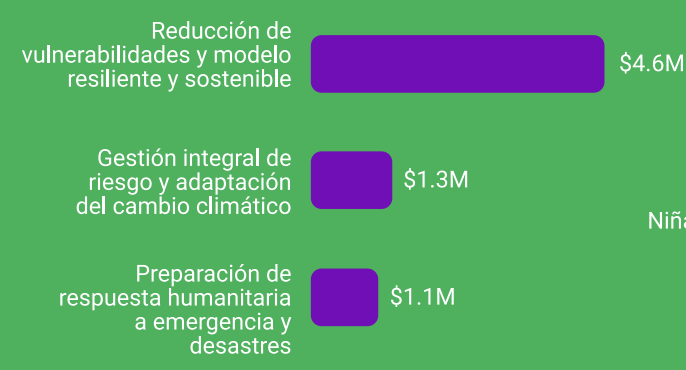 Reducción de
vulnerabilidades y modelo
resiliente y sostenible
$4.6M
Gestión integral de
riesgo y adaptación
del cambio climático
$1.3M
Niña
Preparación de
respuesta humanitaria
a emergencia y
desastres
$1.1M